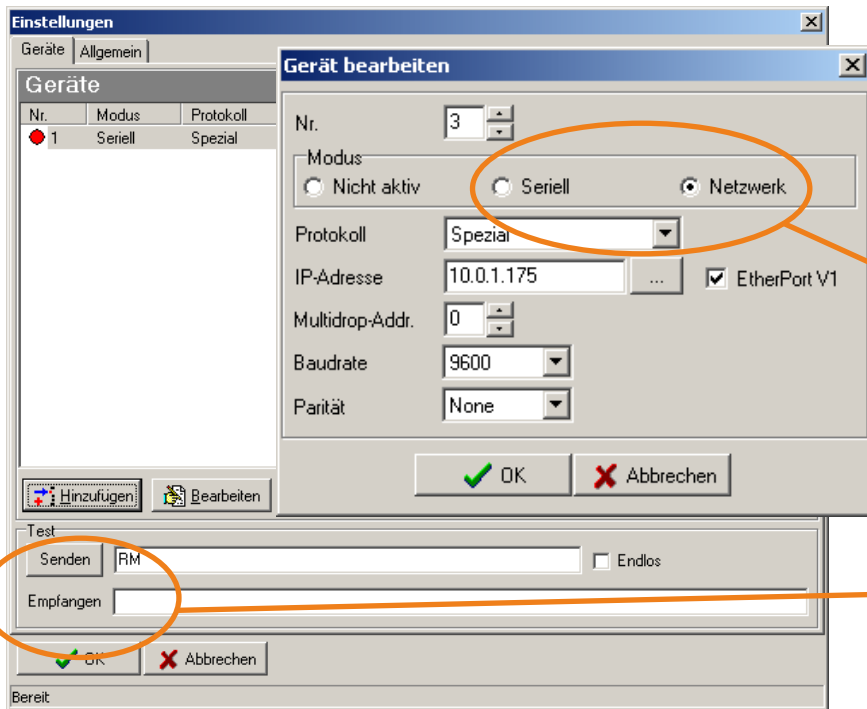 Einstellungen
Geräte Allgemein
Geräte
Nr. Modus Protokoll
1 Seriell Spezial
Hinzufügen Bearbeiten
Gerät bearbeiten
Nr. 3
Modus
Nicht aktiv Seriell Netzwerk
Protokoll Spezial
IP-Adresse 10.0.1.175 ... EtherPort V1
Multidrop-Addr. 0
Baudrate 9600
Parität None
OK Abbrechen
Test
Senden RM Endlos
Empfangen
OK Abbrechen
Bereit